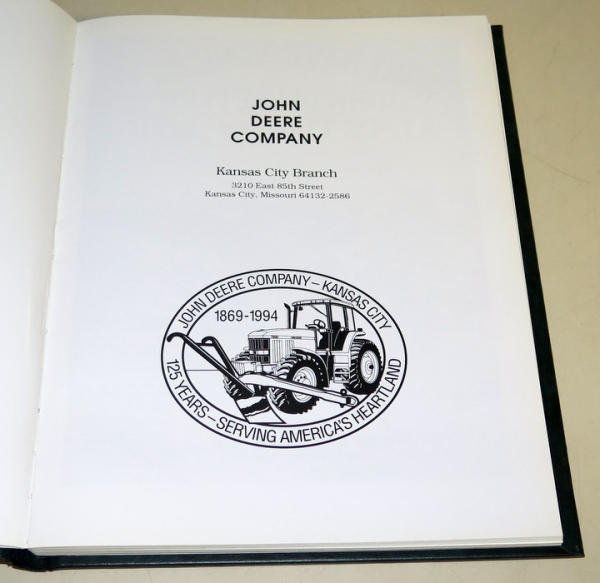 JOHN
DEERE
COMPANY
Kansas City Branch
3210 East 85th Street
Kansas City, Missouri 64132-2586
JOHN DEERE COMPANY – KANSAS CITY
1869-1994
125 YEARS – SERVING AMERICA'S HEARTLAND